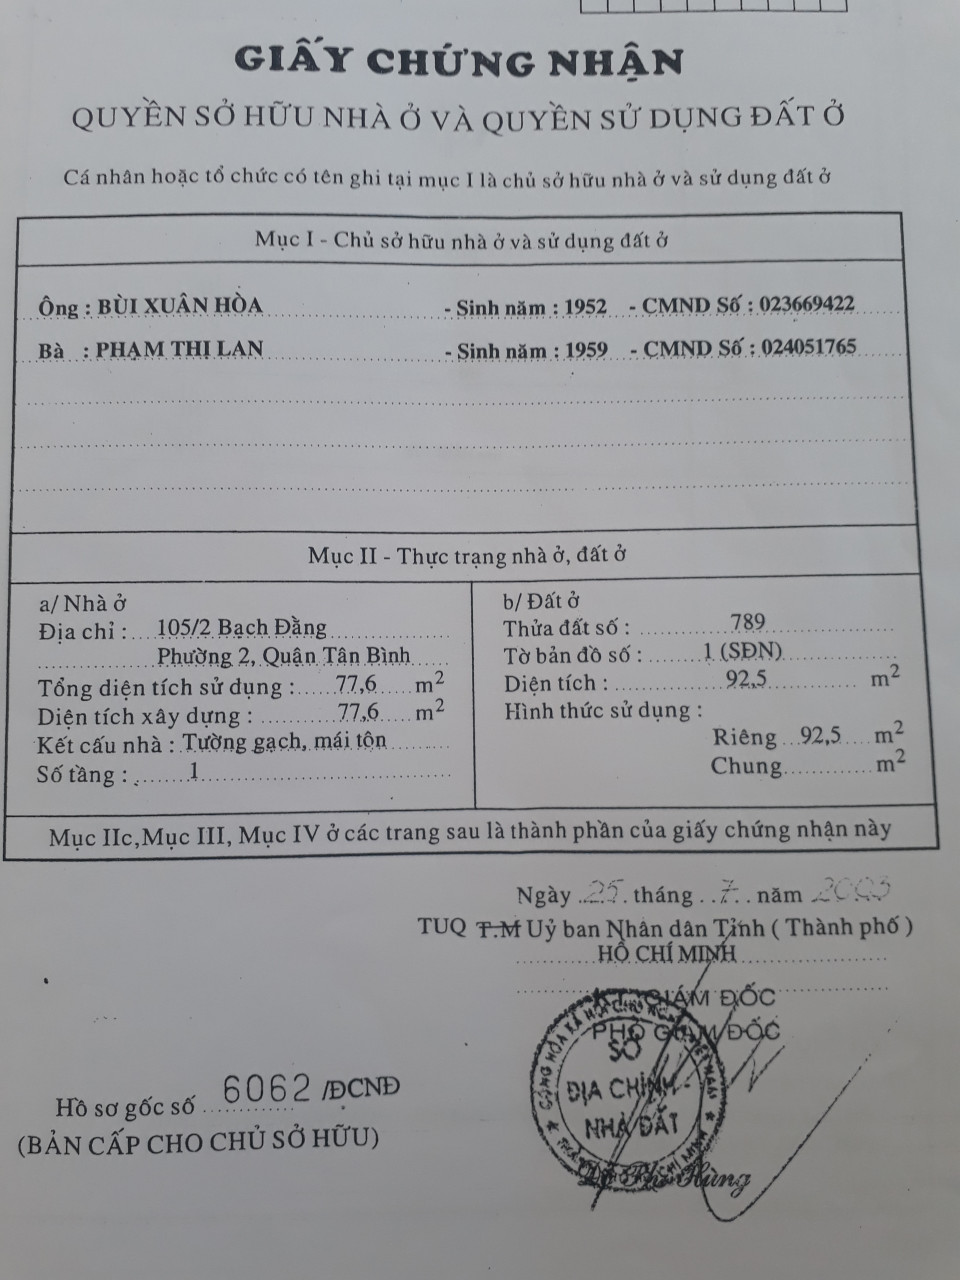 GIẤY CHỨNG NHẬN
QUYỀN SỞ HỮU NHÀ Ở VÀ QUYỀN SỬ DỤNG ĐẤT Ở
Cá nhân hoặc tổ chức có tên ghi tại mục I là chủ sở hữu nhà ở và sử dụng đất ở
Mục I - Chủ sở hữu nhà ở và sử dụng đất ở
Ông : BÙI XUÂN HÒA - Sinh năm : 1952 - CMND Số : 023669422
Bà : PHẠM THỊ LAN - Sinh năm : 1959 - CMND Số : 024051765
Mục II - Thực trạng nhà ở, đất ở
a/ Nhà ở
Địa chỉ : 105/2 Bạch Đằng
Phường 2, Quận Tân Bình
Tổng diện tích sử dụng : 77,6 m2
Diện tích xây dựng : 77,6 m2
Kết cấu nhà : Tường gạch, mái tôn
Số tầng : 1
b/ Đất ở
Thửa đất số : 789
Tờ bản đồ số : 1 (SĐN)
Diện tích : 92,5 m2
Hình thức sử dụng :
Riêng 92,5 m2
Chung m2
Mục IIc,Mục III, Mục IV ở các trang sau là thành phần của giấy chứng nhận này
Ngày 25 tháng 7 năm 2003
TUQ T.M Uỷ ban Nhân dân Tỉnh ( Thành phố )
HỒ CHÍ MINH
KT. GIÁM ĐỐC
PHÓ GIÁM ĐỐC
SỞ
ĐỊA CHÍNH -
NHÀ ĐẤT
Hồ sơ gốc số 6062 /ĐCNĐ
(BẢN CẤP CHO CHỦ SỞ HỮU)